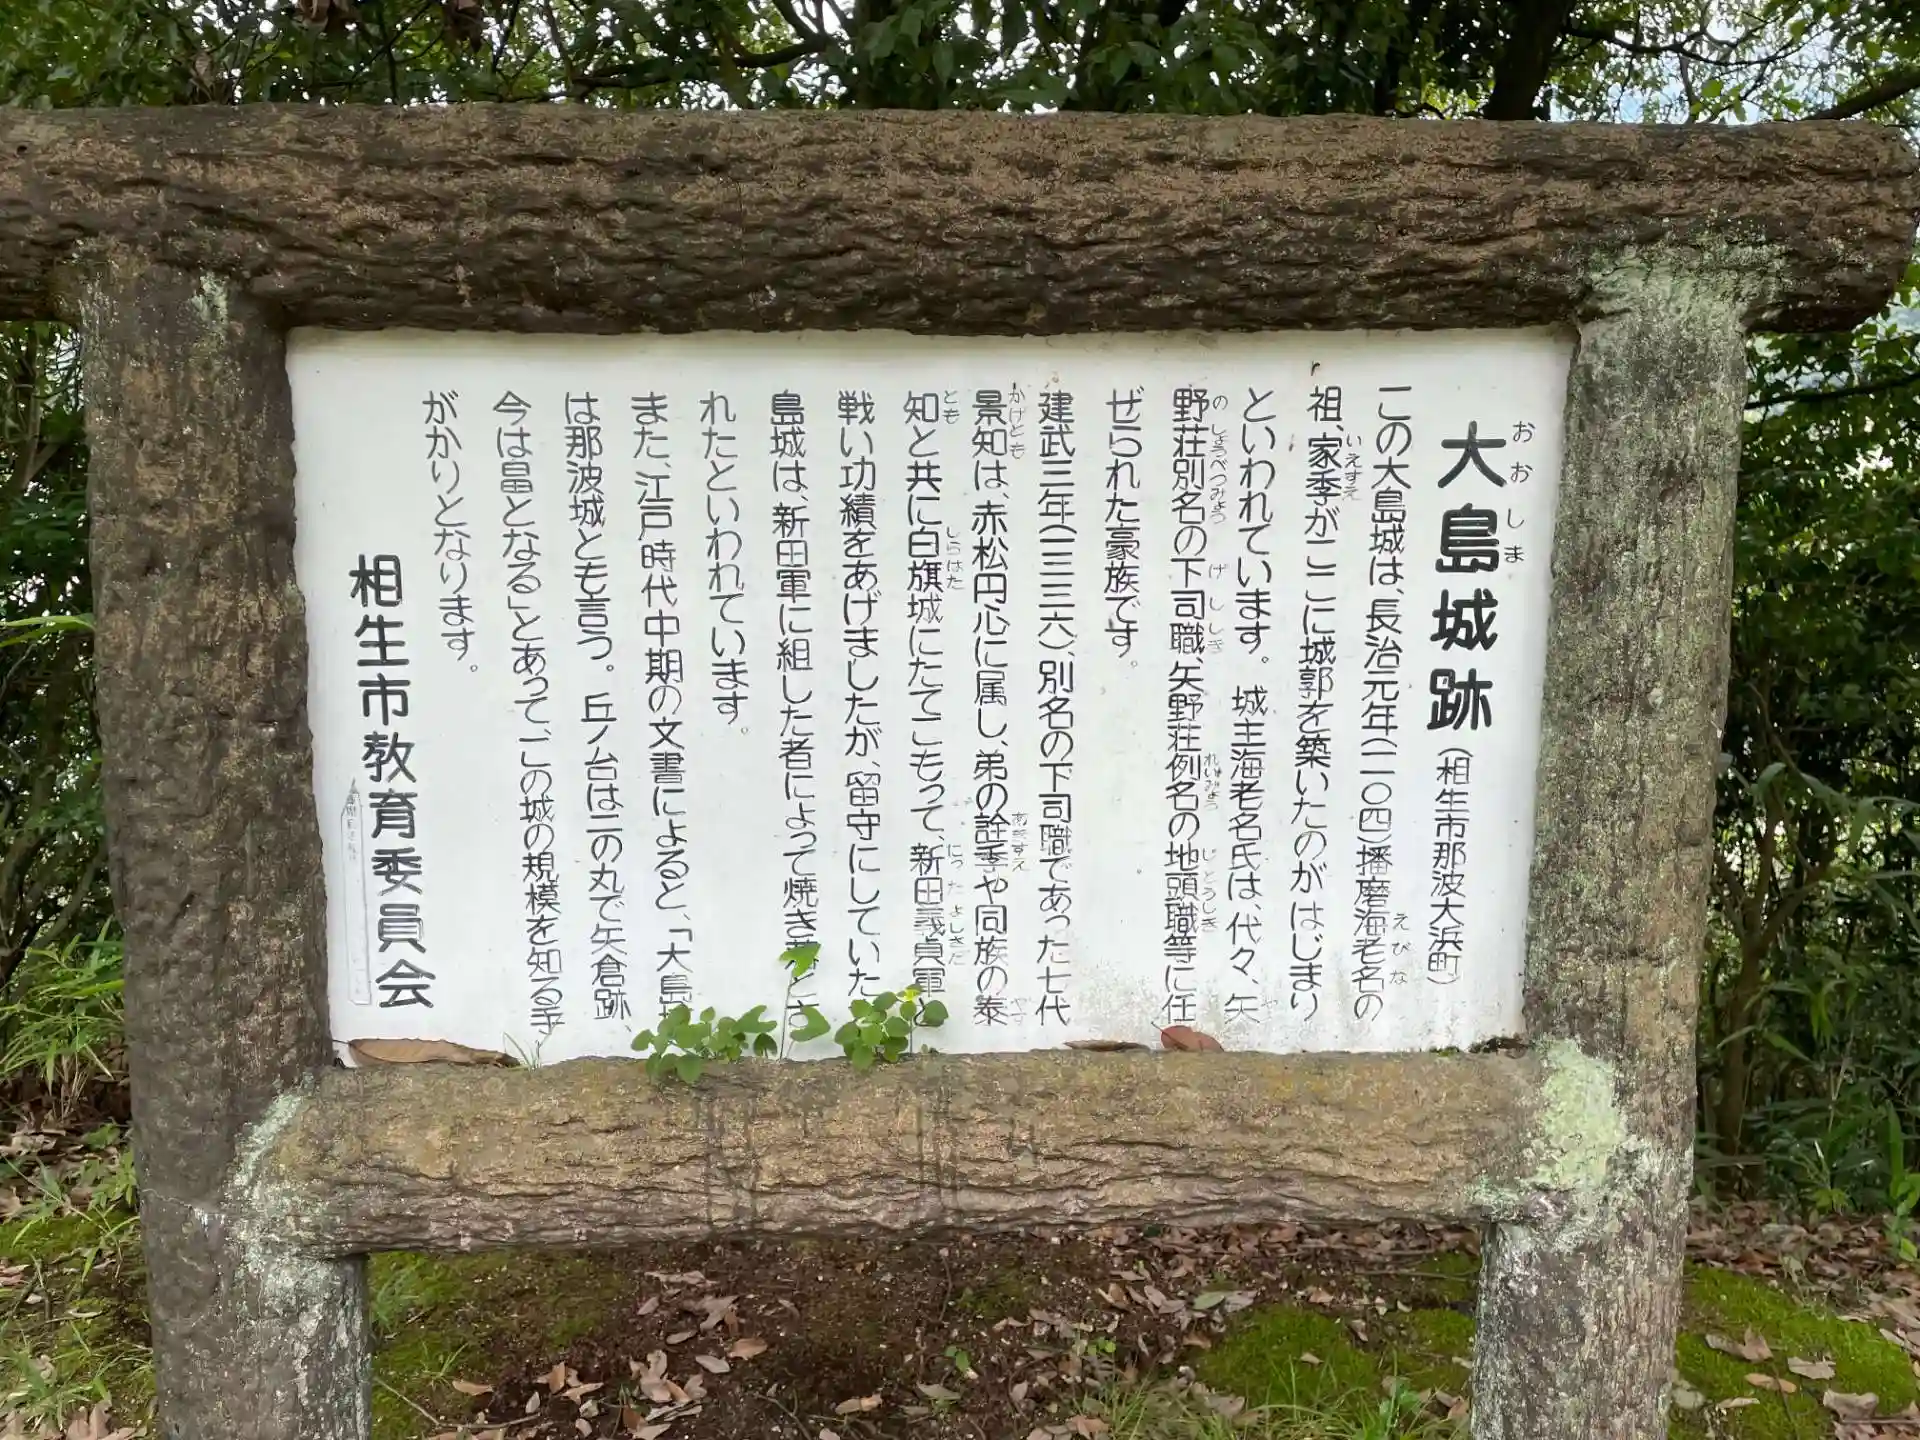 大島城跡（相生市那波大浜町）
この大島城は、長治元年（一一〇四）播磨海老名の
祖、家季がここに城郭を築いたのがはじまり
といわれています。城主海老名氏は、代々、矢
野荘別名の下司職、矢野荘例名の地頭職等に任
ぜられた豪族です。
建武三年（一三三六）、別名の下司職であった七代
景知は、赤松円心に属し、弟の詮季や同族の泰
知と共に白旗城にたてこもって、新田義貞軍と
戦い功績をあげましたが、留守にしていた
島城は、新田軍に組した者によって焼き落とさ
れたといわれています。
また、江戸時代中期の文書によると、「大島城
は那波城とも言う。丘ノ台は二の丸で矢倉跡、
今は畠となる」とあって、この城の規模を知る手
がかりとなります。
相生市教育委員会